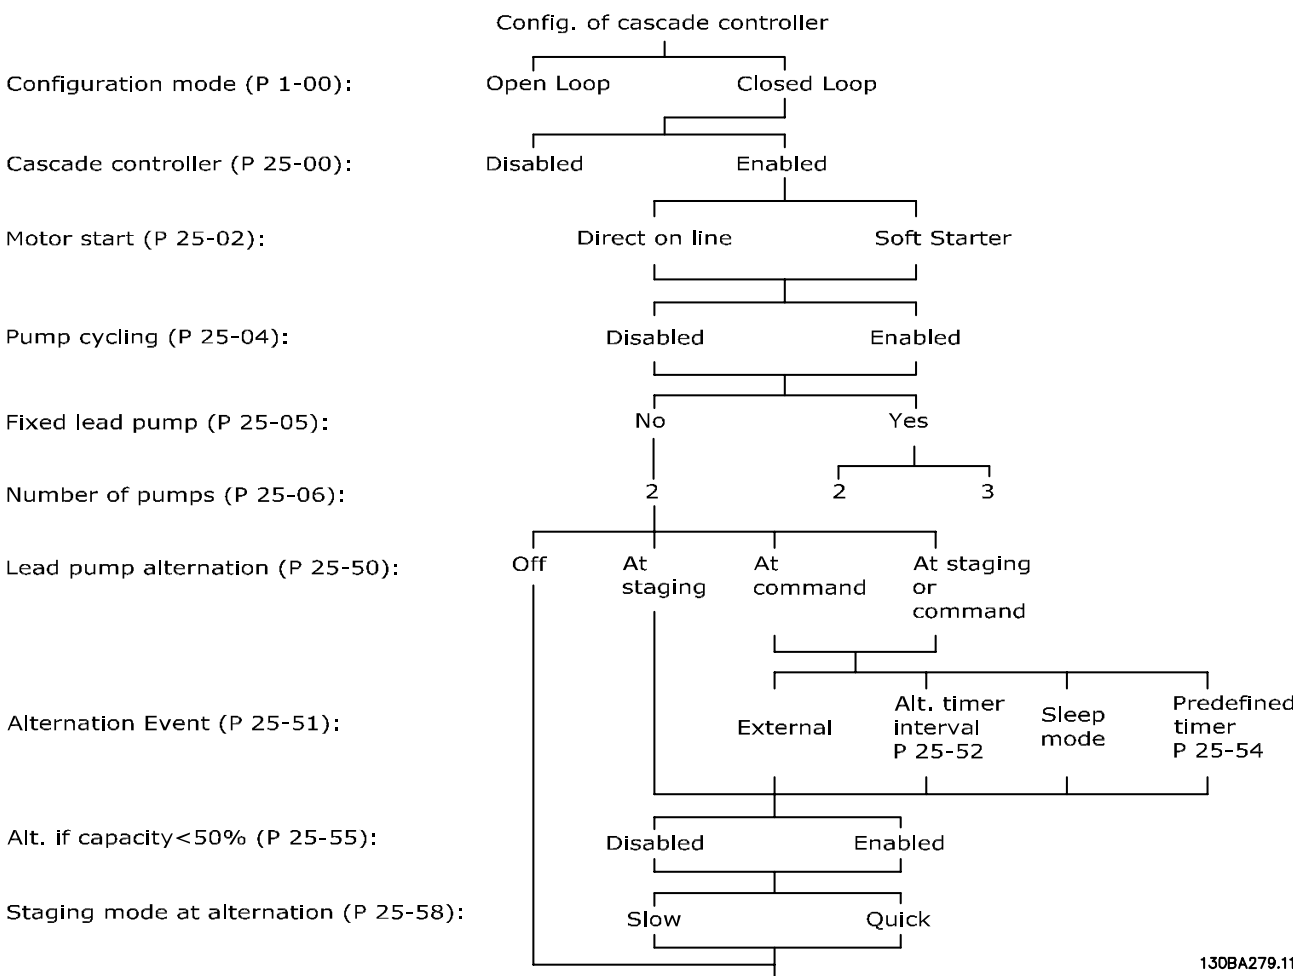 Config. of cascade controller
Configuration mode (P 1-00):
Open Loop
Closed Loop
Cascade controller (P 25-00):
Disabled
Enabled
Motor start (P 25-02):
Direct on line
Soft Starter
Pump cycling (P 25-04):
Disabled
Enabled
Fixed lead pump (P 25-05):
No
Yes
Number of pumps (P 25-06):
2
2
3
Lead pump alternation (P 25-50):
Off
At
staging
At
command
At staging
or
command
Alternation Event (P 25-51):
External
Alt. timer
interval
P 25-52
Sleep
mode
Predefined
timer
P 25-54
Alt. if capacity<50% (P 25-55):
Disabled
Enabled
Staging mode at alternation (P 25-58):
Slow
Quick
130BA279.11